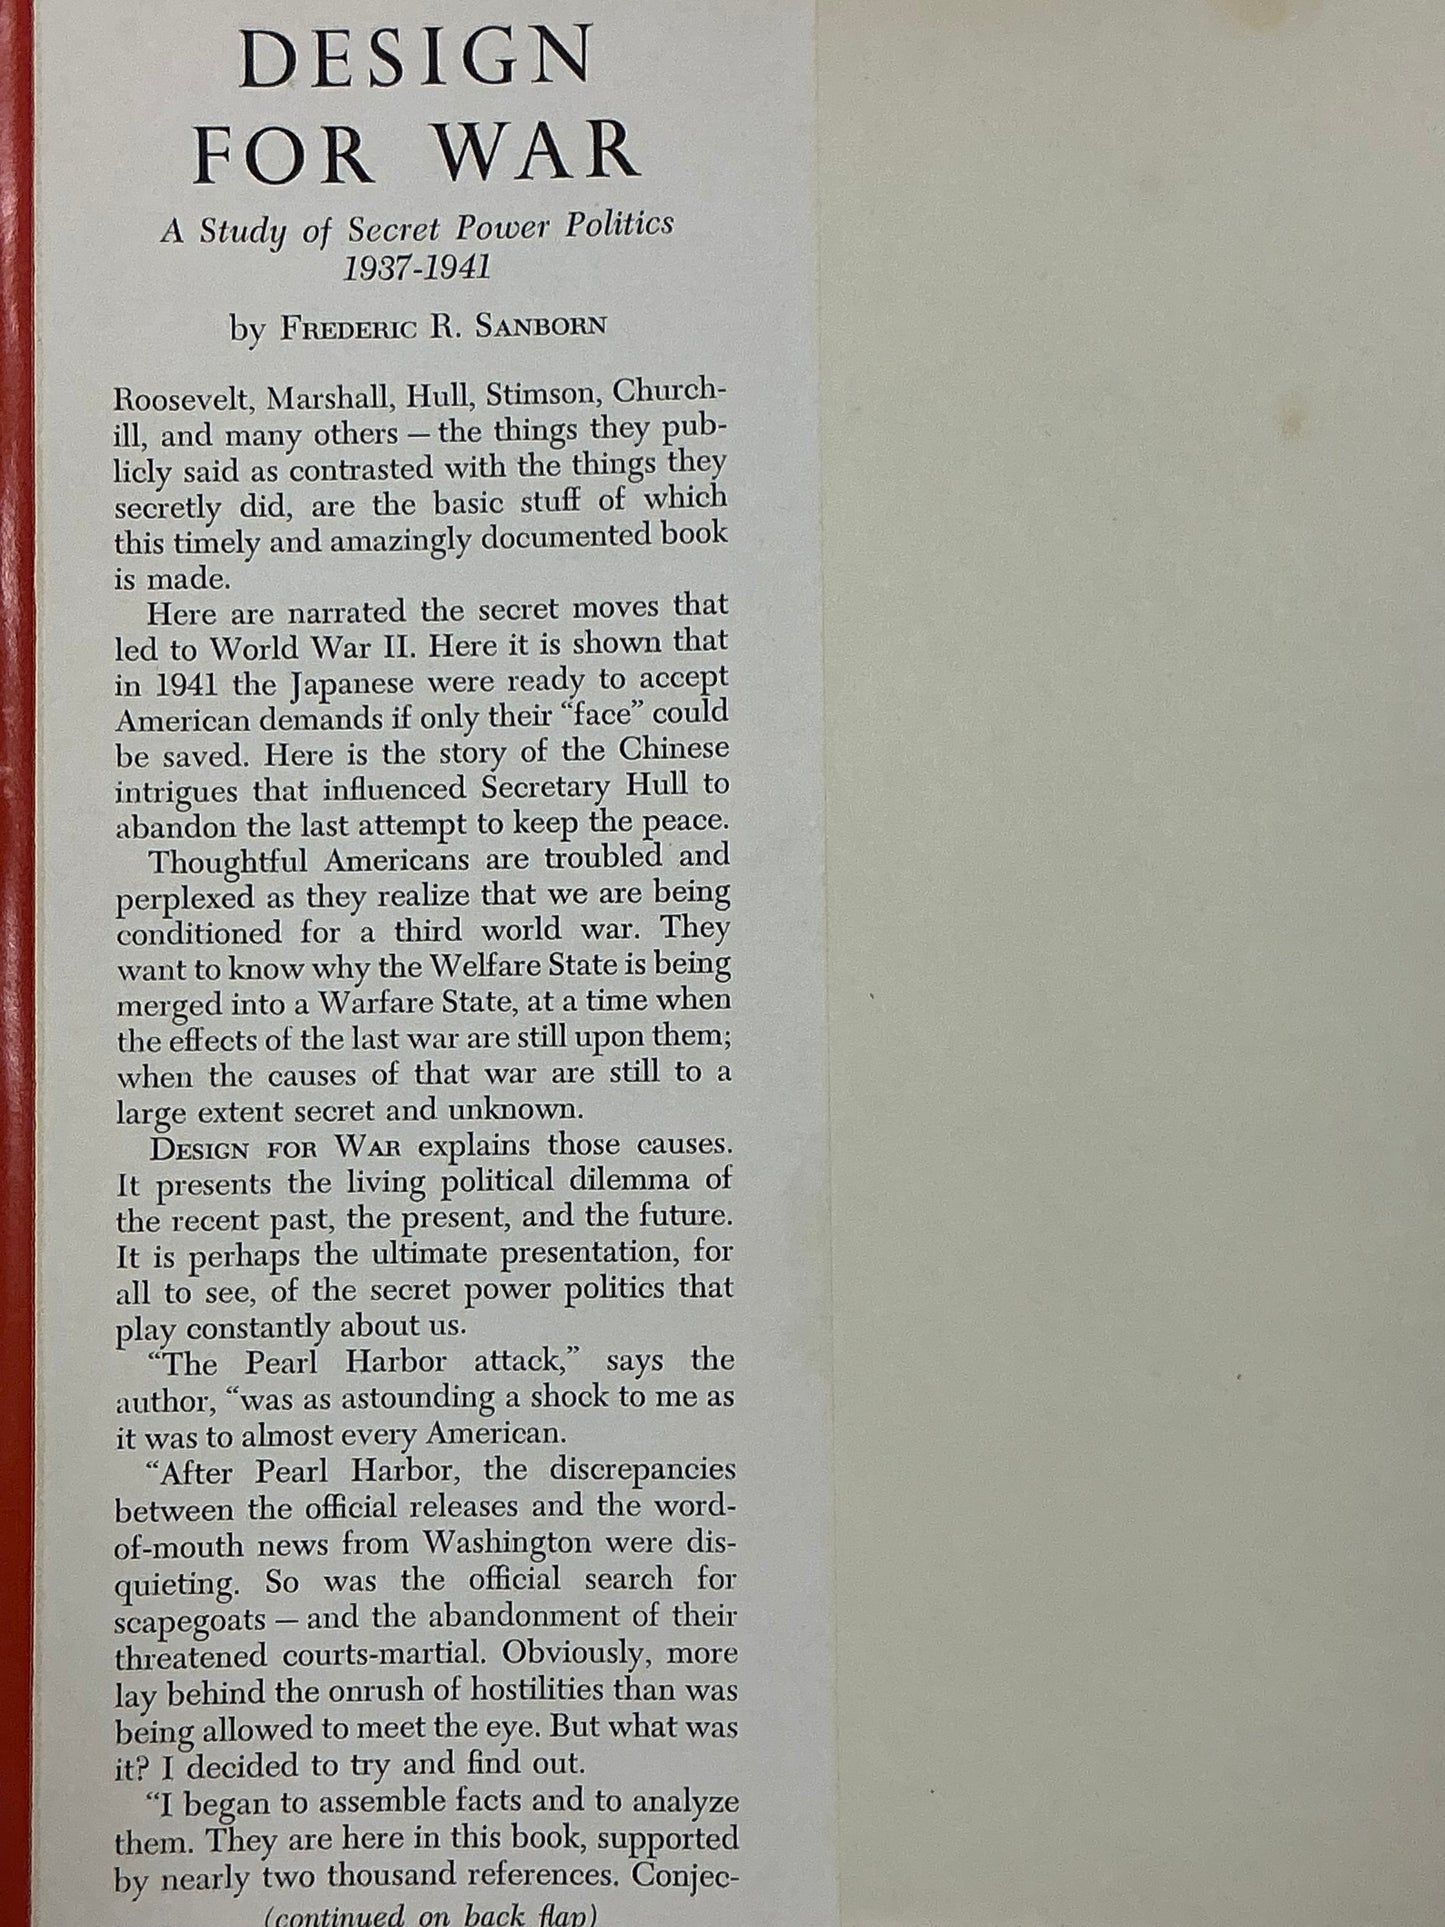 DESIGN
FOR WAR
A Study of Secret Power Politics
1937-1941
by FREDERIC R. SANBORN
Roosevelt, Marshall, Hull, Stimson, Church-
ill, and many others — the things they pub-
licly said as contrasted with the things they
secretly did, are the basic stuff of which
this timely and amazingly documented book
is made.
Here are narrated the secret moves that
led to World War II. Here it is shown that
in 1941 the Japanese were ready to accept
American demands if only their “face” could
be saved. Here is the story of the Chinese
intrigues that influenced Secretary Hull to
abandon the last attempt to keep the peace.
Thoughtful Americans are troubled and
perplexed as they realize that we are being
conditioned for a third world war. They
want to know why the Welfare State is being
merged into a Warfare State, at a time when
the effects of the last war are still upon them;
when the causes of that war are still to a
large extent secret and unknown.
DESIGN FOR WAR explains those causes.
It presents the living political dilemma of
the recent past, the present, and the future.
It is perhaps the ultimate presentation, for
all to see, of the secret power politics that
play constantly about us.
“The Pearl Harbor attack,” says the
author, “was as astounding a shock to me as
it was to almost every American.
“After Pearl Harbor, the discrepancies
between the official releases and the word-
of-mouth news from Washington were dis-
quieting. So was the official search for
scapegoats — and the abandonment of their
threatened courts-martial. Obviously, more
lay behind the onrush of hostilities than was
being allowed to meet the eye. But what was
it? I decided to try and find out.
“I began to assemble facts and to analyze
them. They are here in this book, supported
by nearly two thousand references. Conjec-
(continued on back flap)